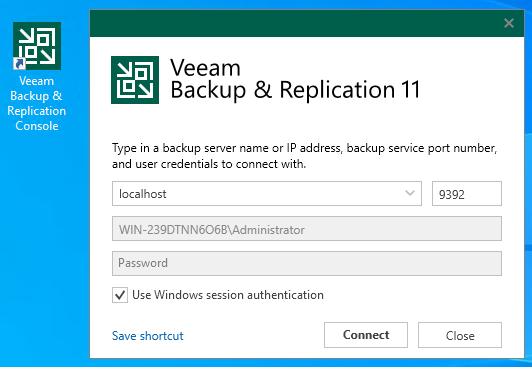 Veeam
Backup &
Replication
Console
Veeam
Backup & Replication 11
Type in a backup server name or IP address, backup service port number,
and user credentials to connect with.
localhost
9392
WIN-239DTNN6O6B\Administrator
Password
Use Windows session authentication
Save shortcut
Connect
Close